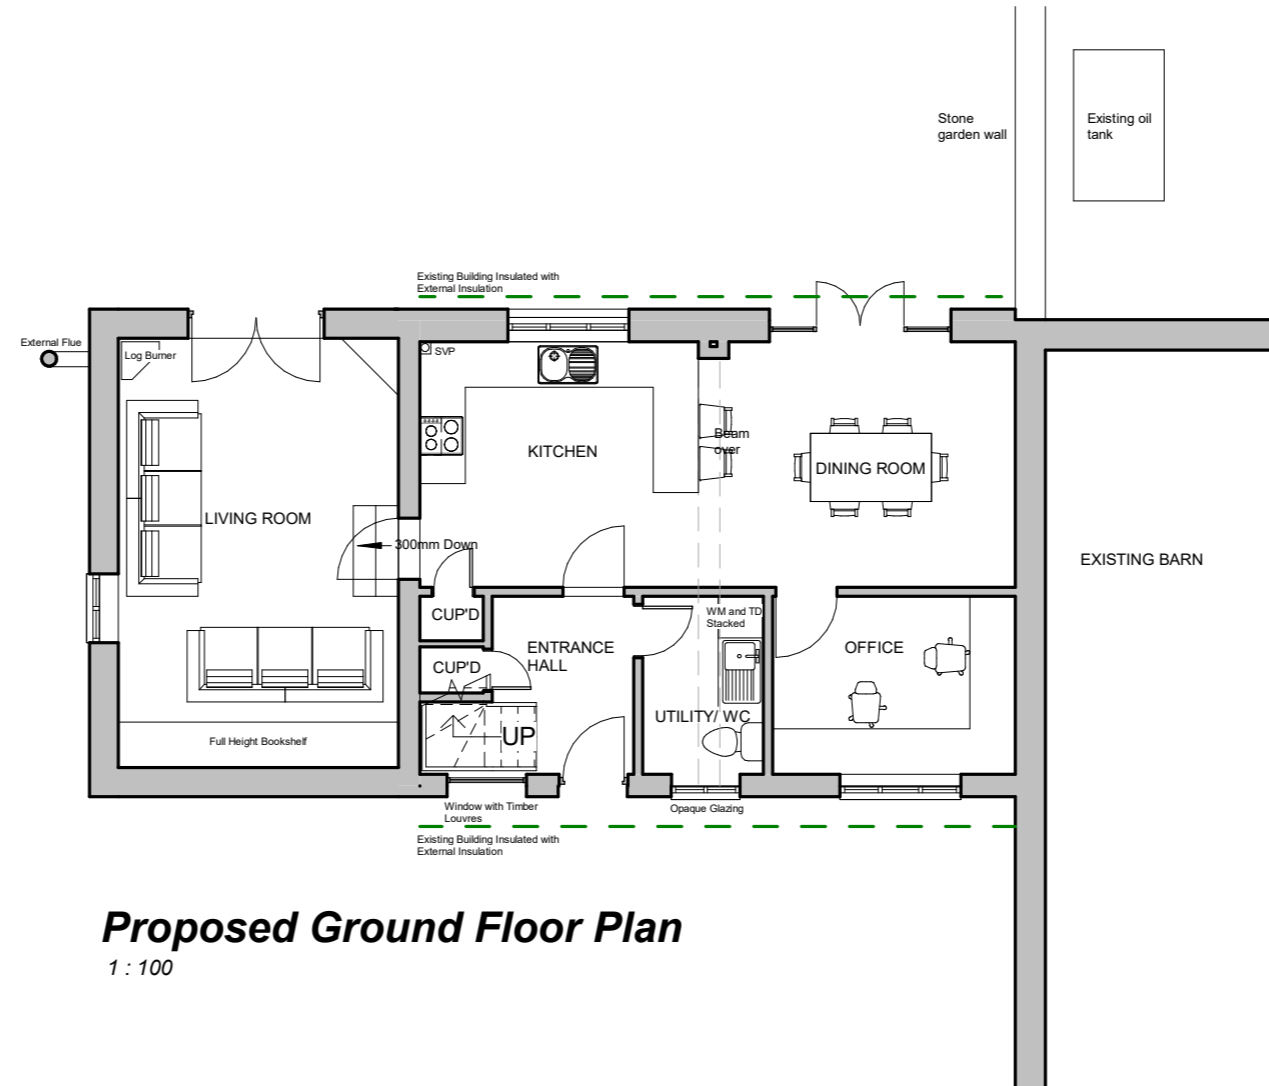 Stone
garden wall
Existing oil
tank
Existing Building Insulated with
External Insulation
External Flue
Log Burner
SVP
KITCHEN
Beam
over
DINING ROOM
LIVING ROOM
300mm Down
EXISTING BARN
CUP'D
WM and TD
Stacked
ENTRANCE
HALL
OFFICE
CUP'D
UTILITY/ WC
UP
Full Height Bookshelf
Window with Timber
Louvres
Opaque Glazing
Existing Building Insulated with
External Insulation
Proposed Ground Floor Plan
1 : 100